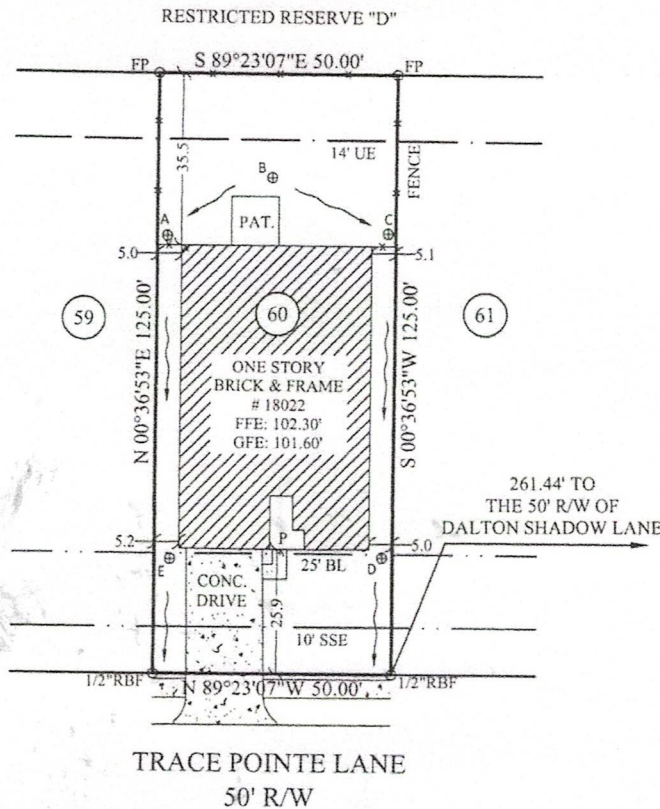 RESTRICTED RESERVE "D"
FP
S 89°23'07"E 50.00'
FP
14' UE
35.5
FENCE
B
A
PAT.
C
5.0
5.1
59
60
61
N 00°36'53"E 125.00'
S 00°36'53"W 125.00'
ONE STORY
BRICK & FRAME
# 18022
FFE: 102.30'
GFE: 101.60'
261.44' TO
THE 50' R/W OF
DALTON SHADOW LANE
5.2
P
5.0
E
25' BL
D
CONC.
DRIVE
25.9
10' SSE
1/2"RBF
N 89°23'07"W 50.00'
1/2"RBF
TRACE POINTE LANE
50' R/W